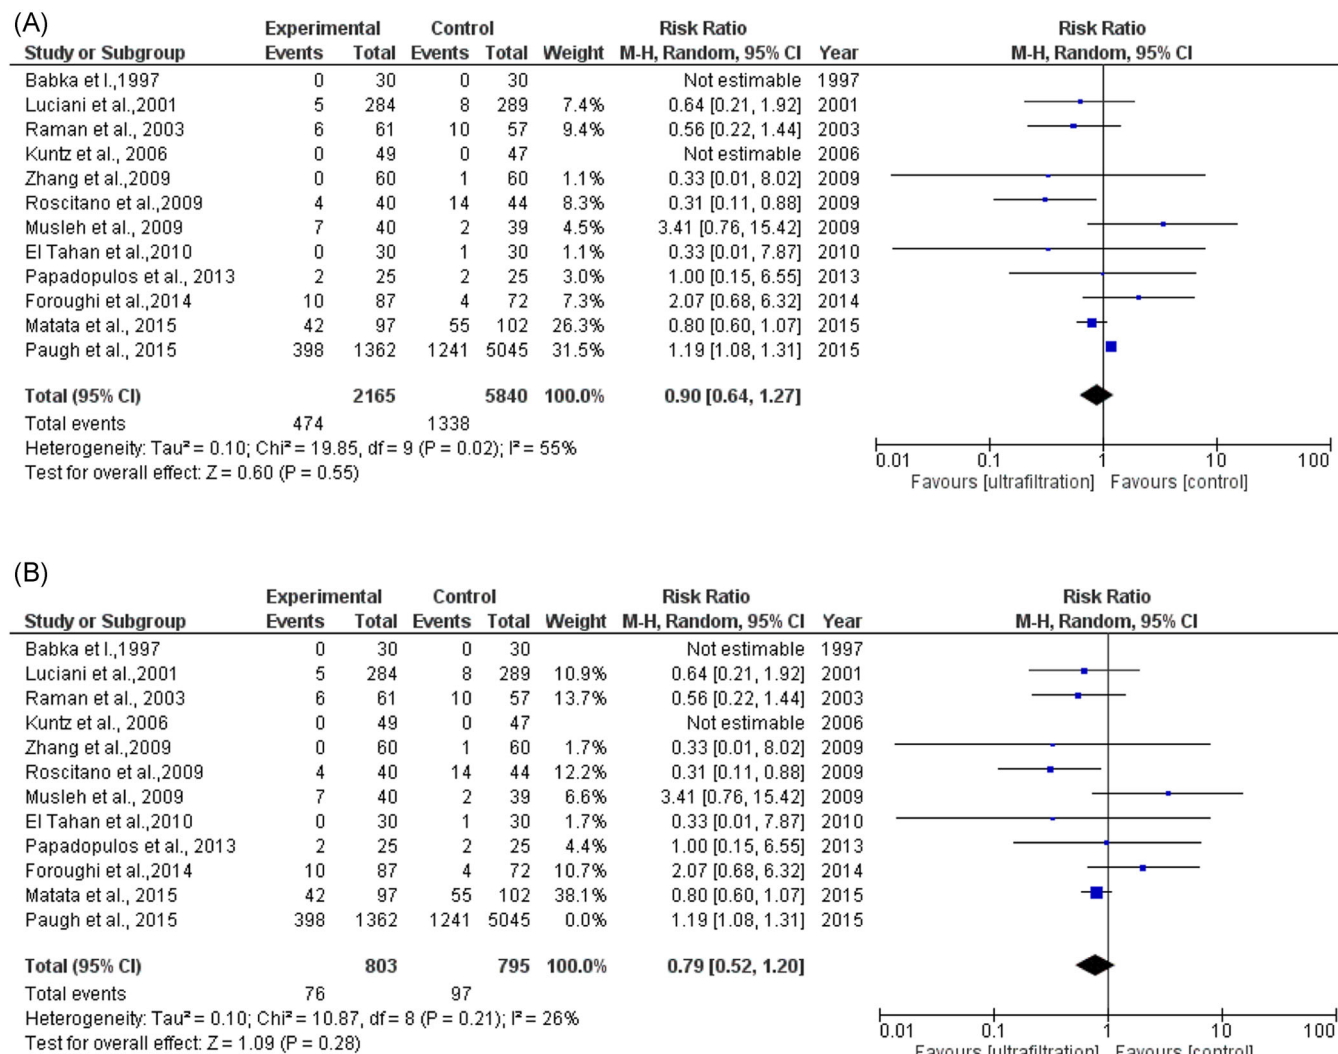 (A)
Experimental Control Risk Ratio Risk Ratio
Study or Subgroup Events Total Events Total Weight M-H, Random, 95% CI Year M-H, Random, 95% CI
Babka et l.,1997 0 30 0 30 Not estimable 1997
Luciani et al.,2001 5 284 8 289 7.4% 0.64 [0.21, 1.92] 2001
Raman et al., 2003 6 61 10 57 9.4% 0.56 [0.22, 1.44] 2003
Kuntz et al., 2006 0 49 0 47 Not estimable 2006
Zhang et al.,2009 0 60 1 60 1.1% 0.33 [0.01, 8.02] 2009
Roscitano et al.,2009 4 40 14 44 8.3% 0.31 [0.11, 0.88] 2009
Musleh et al., 2009 7 40 2 39 4.5% 3.41 [0.76, 15.42] 2009
El Tahan et al.,2010 0 30 1 30 1.1% 0.33 [0.01, 7.87] 2010
Papadopulos et al., 2013 2 25 2 25 3.0% 1.00 [0.15, 6.55] 2013
Foroughi et al.,2014 10 87 4 72 7.3% 2.07 [0.68, 6.32] 2014
Matata et al., 2015 42 97 55 102 26.3% 0.80 [0.60, 1.07] 2015
Paugh et al., 2015 398 1362 1241 5045 31.5% 1.19 [1.08, 1.31] 2015
Total (95% CI) 2165 5840 100.0% 0.90 [0.64, 1.27]
Total events 474 1338
Heterogeneity: Tau² = 0.10; Chi² = 19.85, df = 9 (P = 0.02); I² = 55%
Test for overall effect: Z = 0.60 (P = 0.55)
0.01 0.1 1 10 100
Favours [ultrafiltration] Favours [control]
(B)
Experimental Control Risk Ratio Risk Ratio
Study or Subgroup Events Total Events Total Weight M-H, Random, 95% CI Year M-H, Random, 95% CI
Babka et l.,1997 0 30 0 30 Not estimable 1997
Luciani et al.,2001 5 284 8 289 10.9% 0.64 [0.21, 1.92] 2001
Raman et al., 2003 6 61 10 57 13.7% 0.56 [0.22, 1.44] 2003
Kuntz et al., 2006 0 49 0 47 Not estimable 2006
Zhang et al.,2009 0 60 1 60 1.7% 0.33 [0.01, 8.02] 2009
Roscitano et al.,2009 4 40 14 44 12.2% 0.31 [0.11, 0.88] 2009
Musleh et al., 2009 7 40 2 39 6.6% 3.41 [0.76, 15.42] 2009
El Tahan et al.,2010 0 30 1 30 1.7% 0.33 [0.01, 7.87] 2010
Papadopulos et al., 2013 2 25 2 25 4.4% 1.00 [0.15, 6.55] 2013
Foroughi et al.,2014 10 87 4 72 10.7% 2.07 [0.68, 6.32] 2014
Matata et al., 2015 42 97 55 102 38.1% 0.80 [0.60, 1.07] 2015
Paugh et al., 2015 398 1362 1241 5045 0.0% 1.19 [1.08, 1.31] 2015
Total (95% CI) 803 795 100.0% 0.79 [0.52, 1.20]
Total events 76 97
Heterogeneity: Tau² = 0.10; Chi² = 10.87, df = 8 (P = 0.21); I² = 26%
Test for overall effect: Z = 1.09 (P = 0.28)
0.01 0.1 1 10 100
Favours [ultrafiltration] Favours [control]